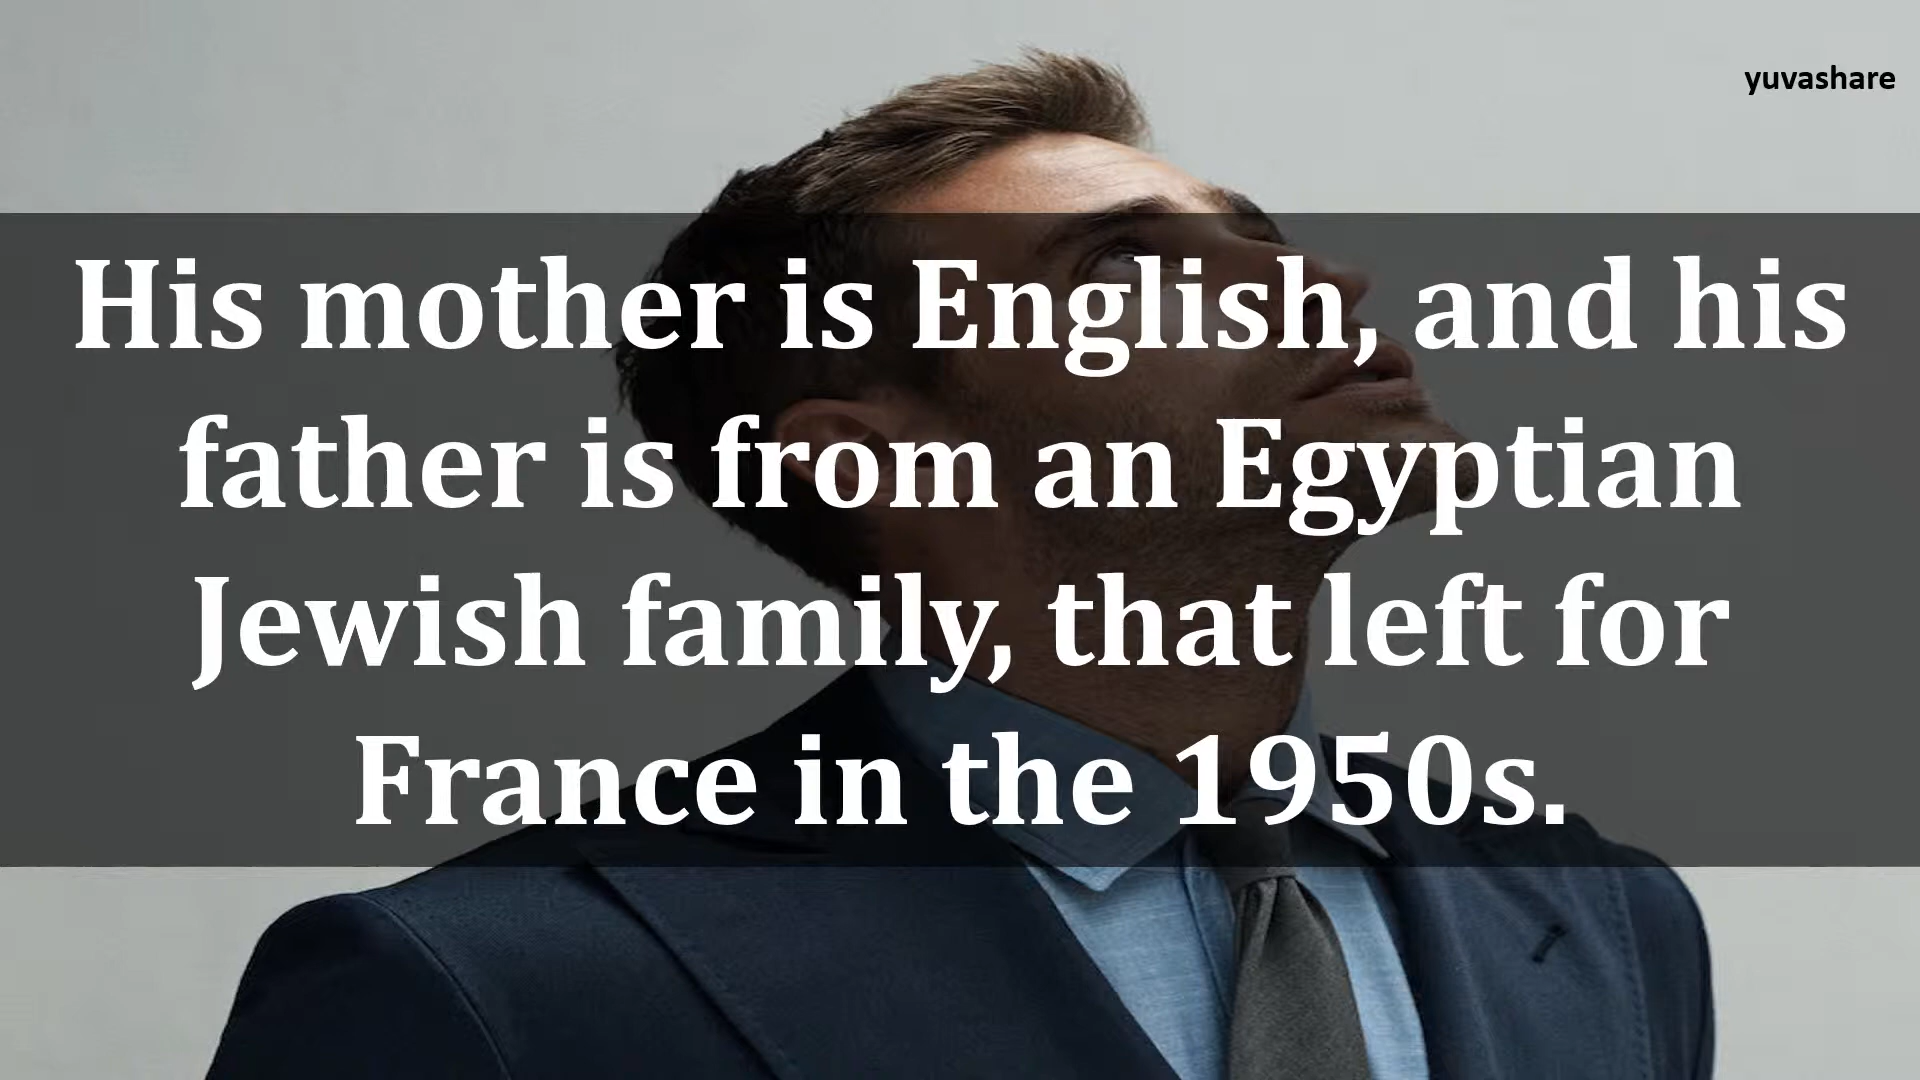 yuvashare
His mother is English, and his
father is from an Egyptian
Jewish family, that left for
France in the 1950s.